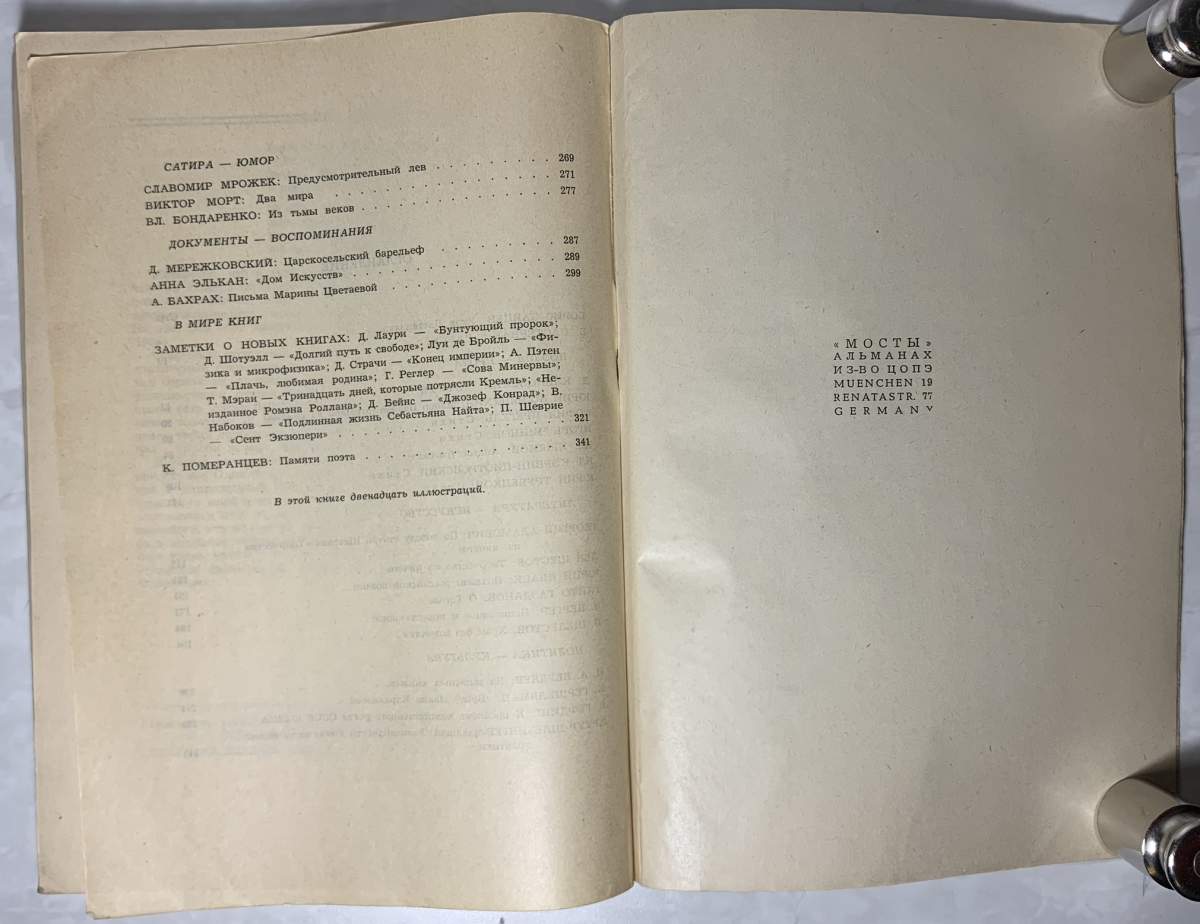 САТИРА — ЮМОР
СЛАВОМИР МРОЖЕК: Предусмотрительный лев . . . . . . . . . 269
ВИКТОР МОРТ: Два мира . . . . . . . . . . . . . . . 271
ВЛ. БОНДАРЕНКО: Из тьмы веков . . . . . . . . . . . . . 277
ДОКУМЕНТЫ — ВОСПОМИНАНИЯ
Д. МЕРЕЖКОВСКИЙ: Царскосельский барельеф . . . . . . . . . 287
АННА ЭЛЬКАН: «Дом Искусств» . . . . . . . . . . . . . . 289
А. БАХРАХ: Письма Марины Цветаевой . . . . . . . . . . . . 299
В МИРЕ КНИГ
ЗАМЕТКИ О НОВЫХ КНИГАХ: Д. Лаури — «Бунтующий пророк»;
Д. Шотуэлл — «Долгий путь к свободе»; Луи де Бройль — «Фи-
зика и микрофизика»; Д. Страчи — «Конец империи»; А. Пэтен
— «Плачь, любимая родина»; Г. Реглер — «Сова Минервы»;
Т. Мэраи — «Тринадцать дней, которые потрясли Кремль»; «Не-
изданное Ромэна Роллана»; Д. Бейнс — «Джозеф Конрад»; В.
Набоков — «Подлинная жизнь Себастьяна Найта»; П. Шеврие
— «Сент Экзюпери» . . . . . . . . . . . . . . . . 321
К. ПОМЕРАНЦЕВ: Памяти поэта . . . . . . . . . . . . . . 341
В этой книге двенадцать иллюстраций.
«МОСТЫ»
АЛЬМАНАХ
ИЗ-ВО ЦОПЭ
MUENCHEN 19
RENATASTR. 77
GERMANY